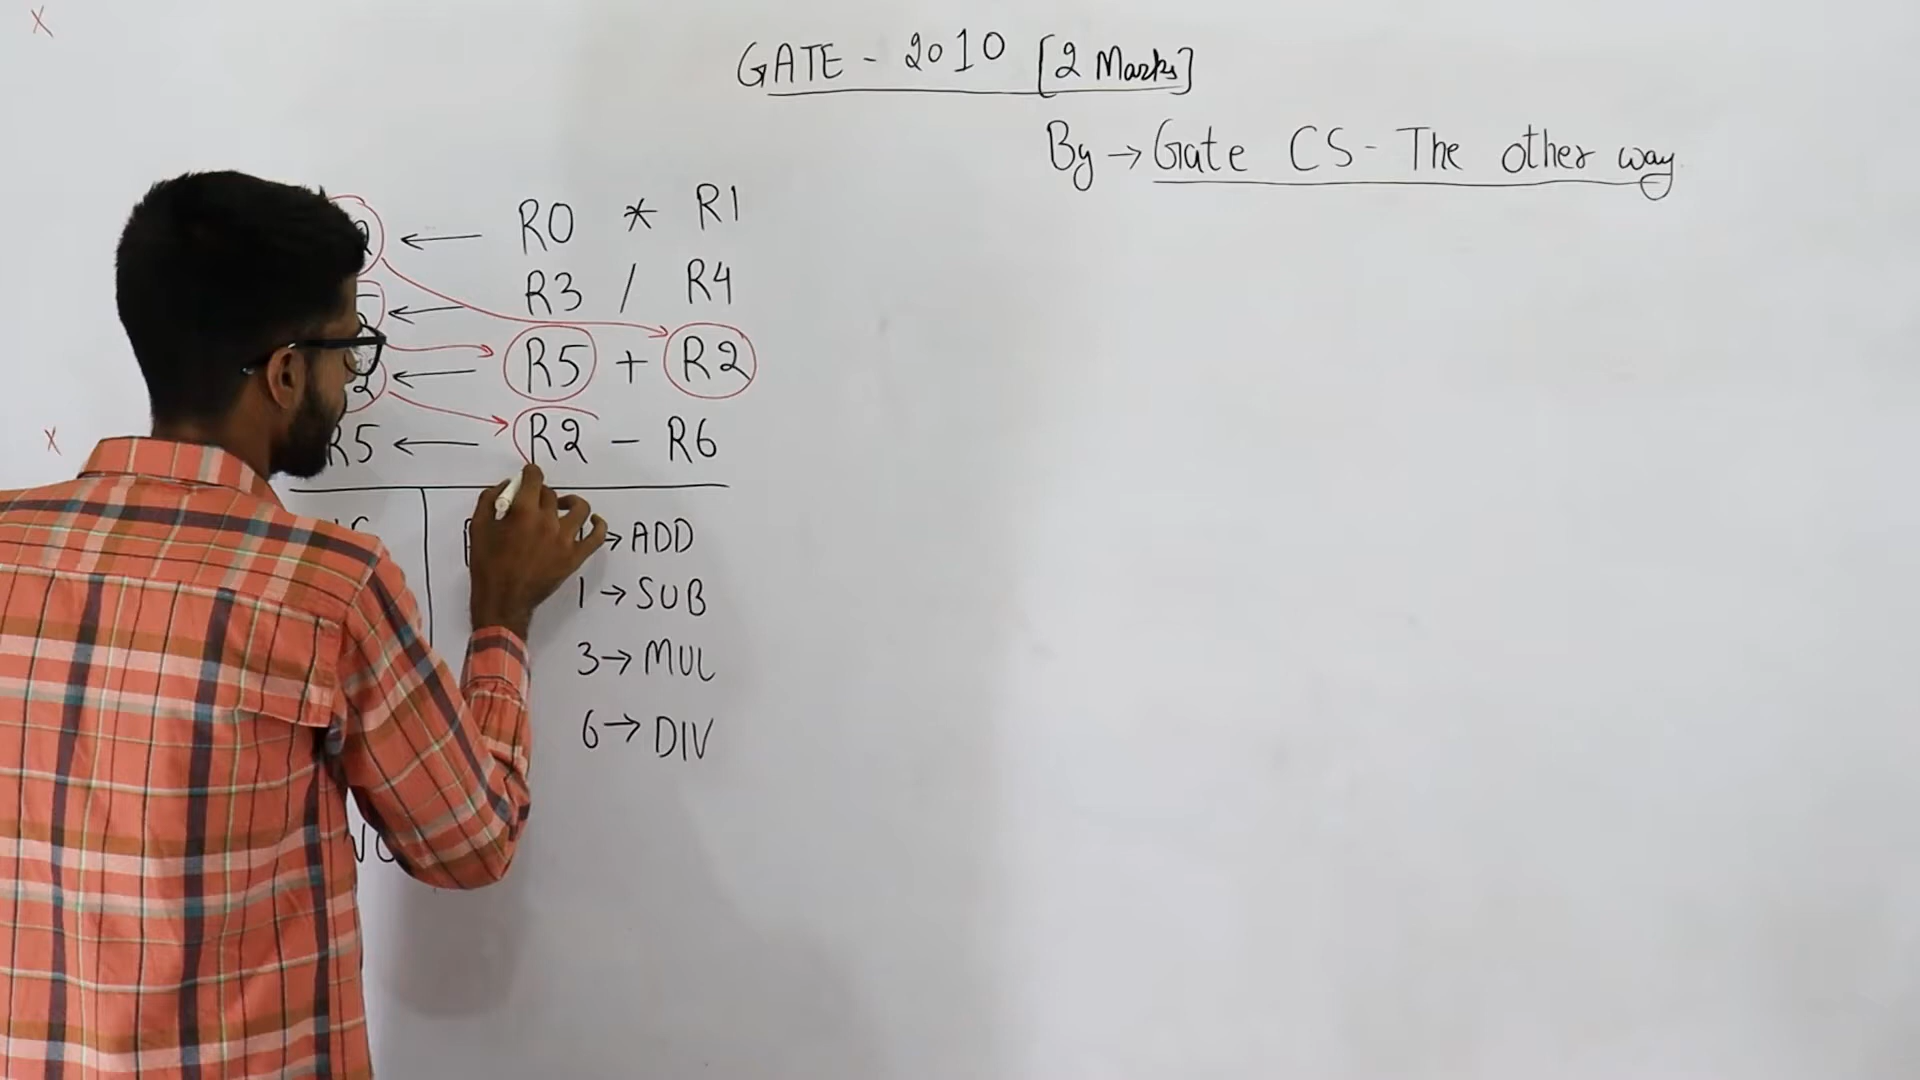 GATE - 2010 [2 Marks]
By → Gate CS - The other way
← R0 * R1
← R3 / R4
← R5 + R2
R5 ← R2 - R6
→ ADD
1 → SUB
3 → MUL
6 → DIV